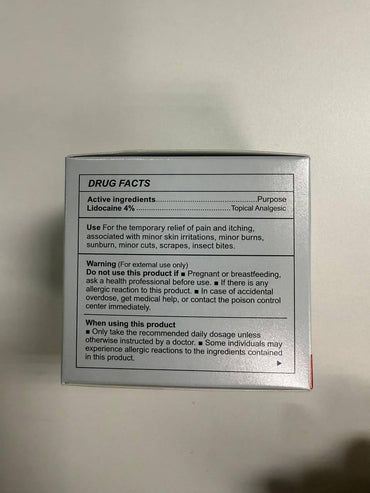 DRUG FACTS
Active ingredients.................................Purpose
Lidocaine 4%..............................Topical Analgesic
Use For the temporary relief of pain and itching,
associated with minor skin irritations, minor burns,
sunburn, minor cuts, scrapes, insect bites.
Warning (For external use only)
Do not use this product if ■ Pregnant or breastfeeding,
ask a health professional before use. ■ If there is any
allergic reaction to this product. ■ In case of accidental
overdose, get medical help, or contact the poison control
center immediately.
When using this product
■ Only take the recommended daily dosage unless
otherwise instructed by a doctor. ■ Some individuals may
experience allergic reactions to the ingredients contained
in this product.